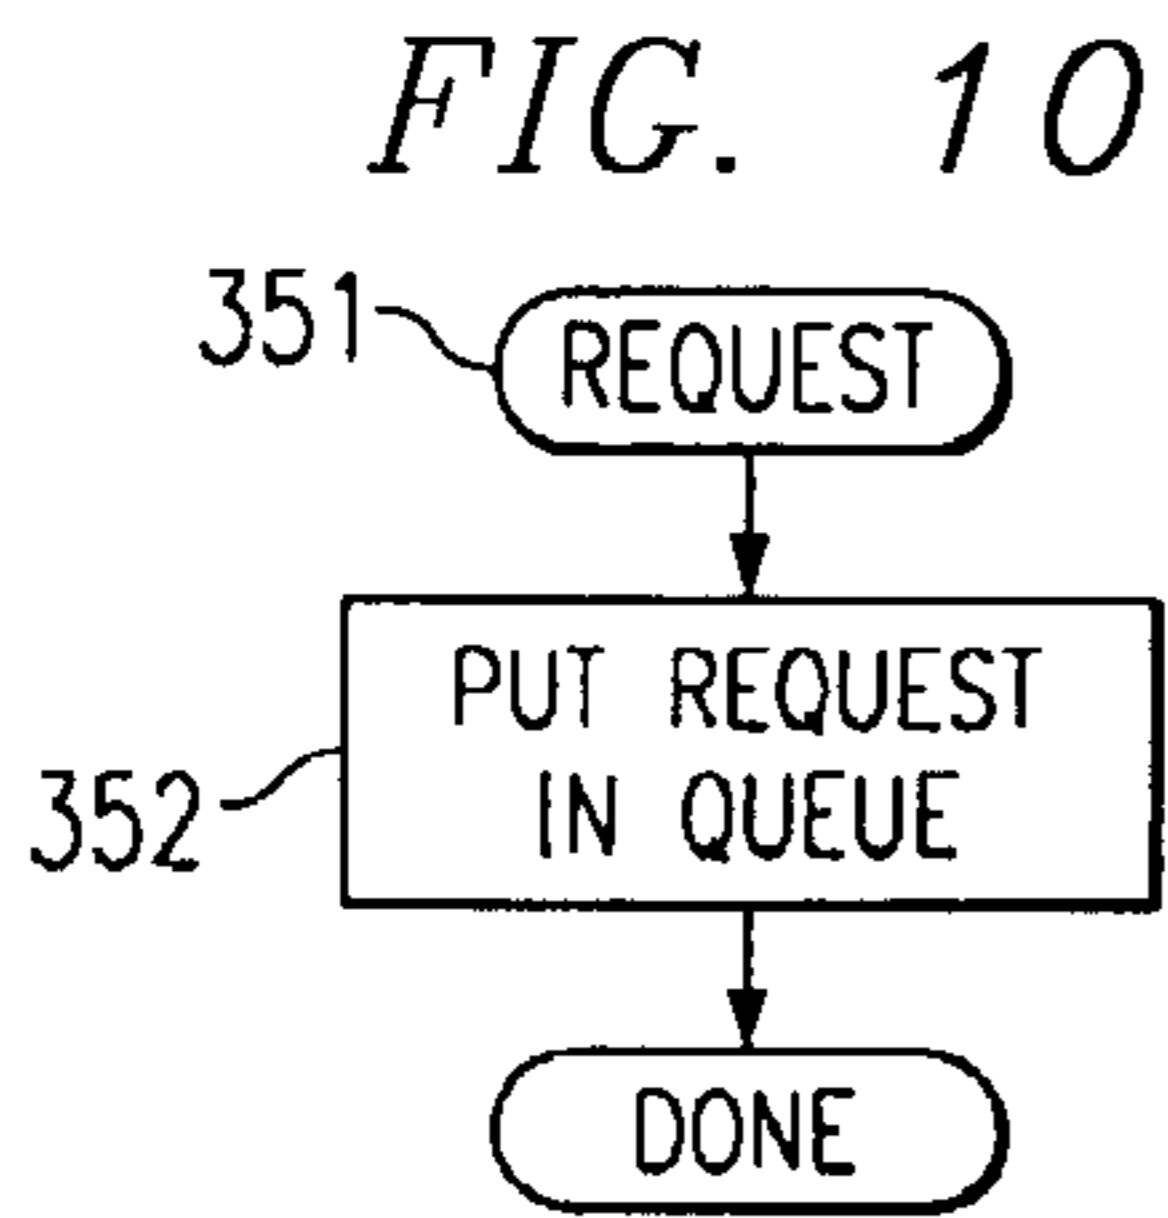 FIG. 10
351
REQUEST
PUT REQUEST
IN QUEUE
352
DONE